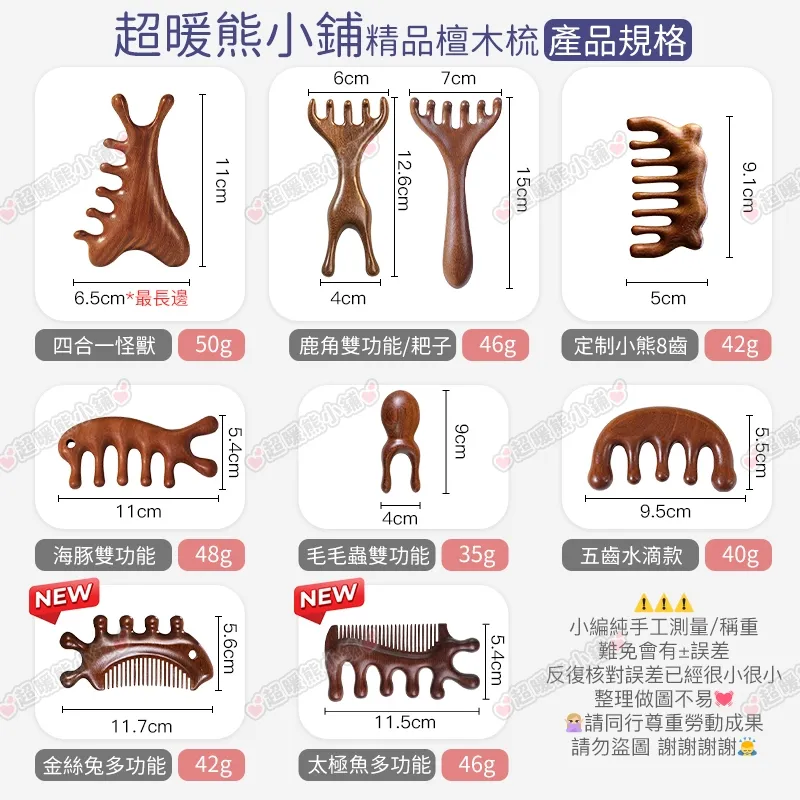 超暖熊小鋪精品檀木梳 產品規格
6cm 7cm
11cm
12.6cm
15cm
9.1cm
6.5cm*最長邊
4cm
5cm
四合一怪獸 50g
鹿角雙功能/耙子 46g
定制小熊8齒 42g
5.4cm
9cm
5.5cm
11cm
4cm
9.5cm
海豚雙功能 48g
毛毛蟲雙功能 35g
五齒水滴款 40g
NEW
NEW
5.6cm
5.4cm
11.7cm
11.5cm
金絲兔多功能 42g
太極魚多功能 46g
小編純手工測量/稱重
難免會有±誤差
反復核對誤差已經很小很小
整理做圖不易
請同行尊重勞動成果
請勿盜圖 謝謝謝謝
超暖熊小鋪